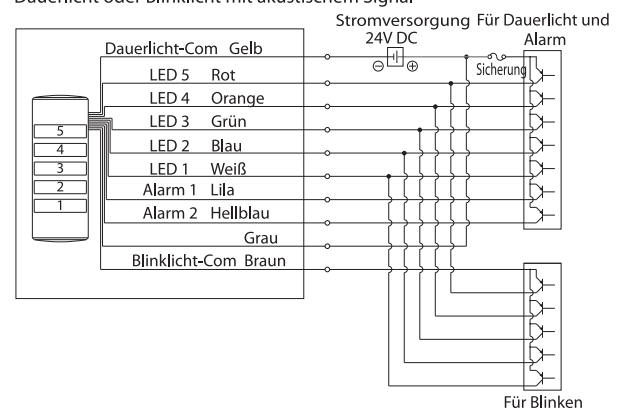 Dauerlicht oder Blinklicht mit akustischem Signal
Stromversorgung
24V DC
Für Dauerlicht und
Alarm
Dauerlicht-Com Gelb
⊖ ⊕
Sicherung
LED 5 Rot
LED 4 Orange
LED 3 Grün
LED 2 Blau
LED 1 Weiß
Alarm 1 Lila
Alarm 2 Hellblau
Grau
Blinklicht-Com Braun
5
4
3
2
1
Für Blinken